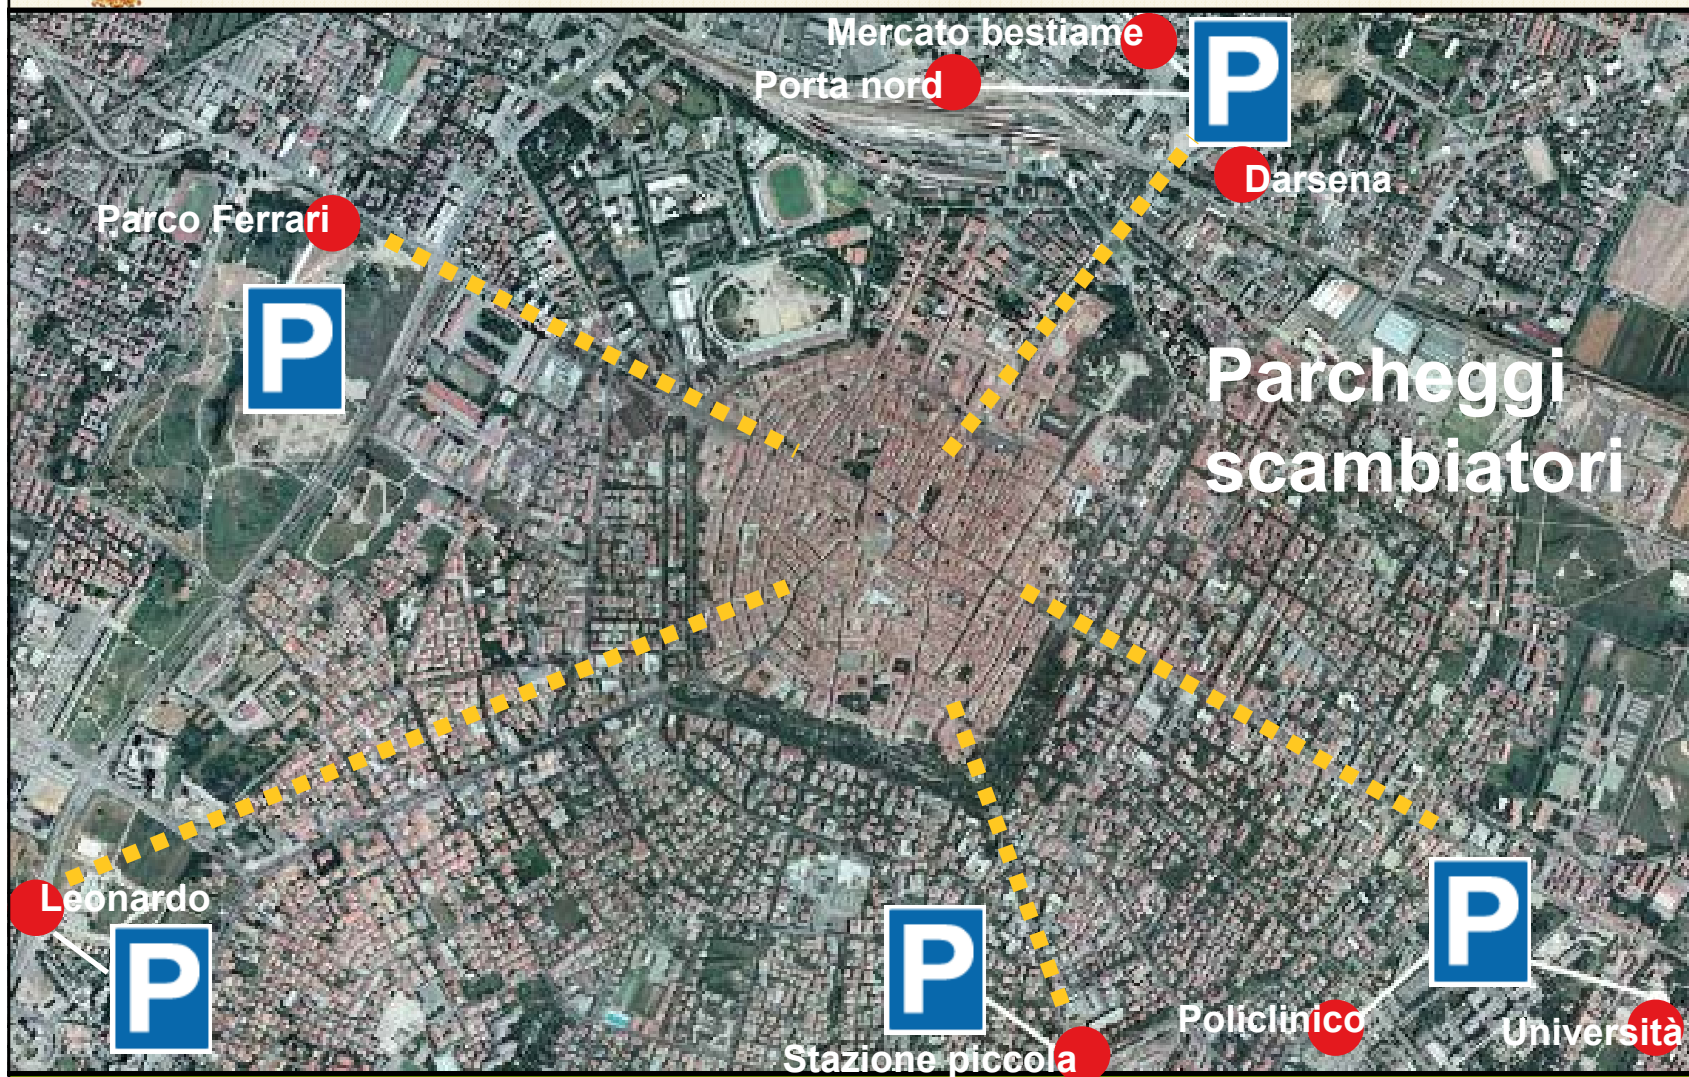 Mercato bestiame
P
Porta nord
Darsena
Parco Ferrari
P
Parcheggi
scambiatori
Leonardo
P
P
P
Policlinico
Università
Stazione piccola